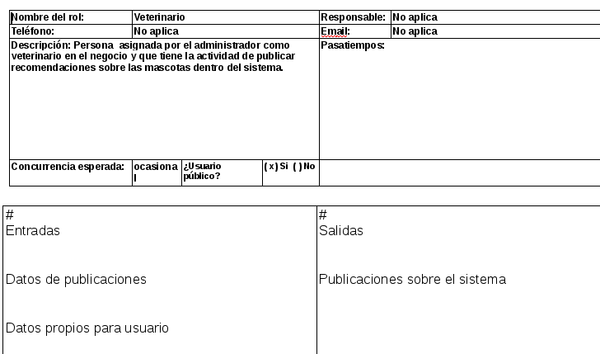 Nombre del rol: Veterinario Responsable: No aplica
Teléfono: No aplica Email: No aplica
Descripción: Persona asignada por el administrador como
veterinario en el negocio y que tiene la actividad de publicar
recomendaciones sobre las mascotas dentro del sistema.
Pasatiempos:
Concurrencia esperada: ocasiona
l
¿Usuario
público?
( x) Si ( ) No
#
Entradas
#
Salidas
Datos de publicaciones
Publicaciones sobre el sistema
Datos propios para usuario